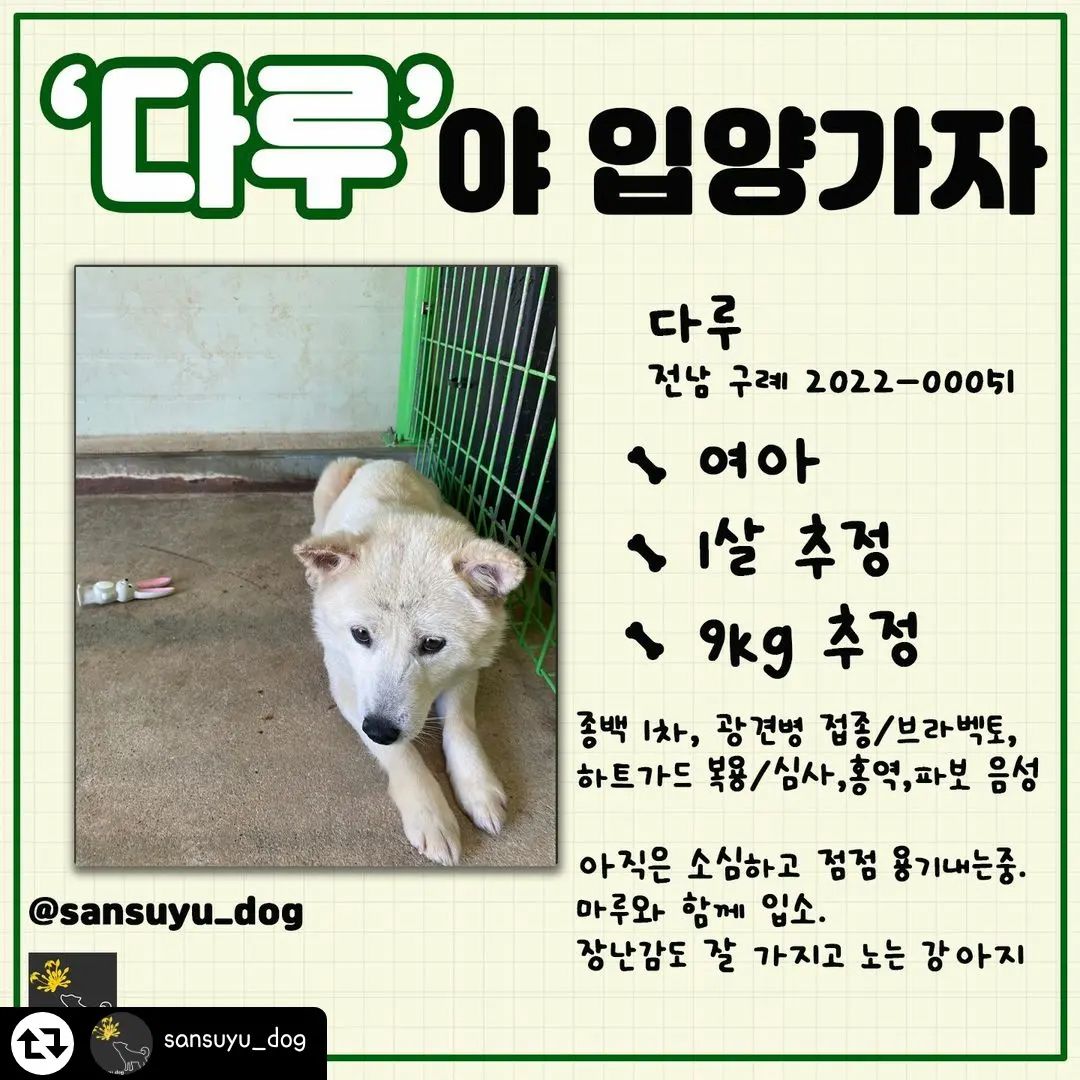 ‘다루’야 입양가자
다루
전남 구례 2022-00051
여아
1살 추정
9kg 추정
종백 1차, 광견병 접종/브라벡토,
하트가드 복용/심사,홍역,파보 음성
아직은 소심하고 점점 용기내는중.
마루와 함께 입소.
장난감도 잘 가지고 노는 강아지
@sansuyu_dog
sansuyu_dog